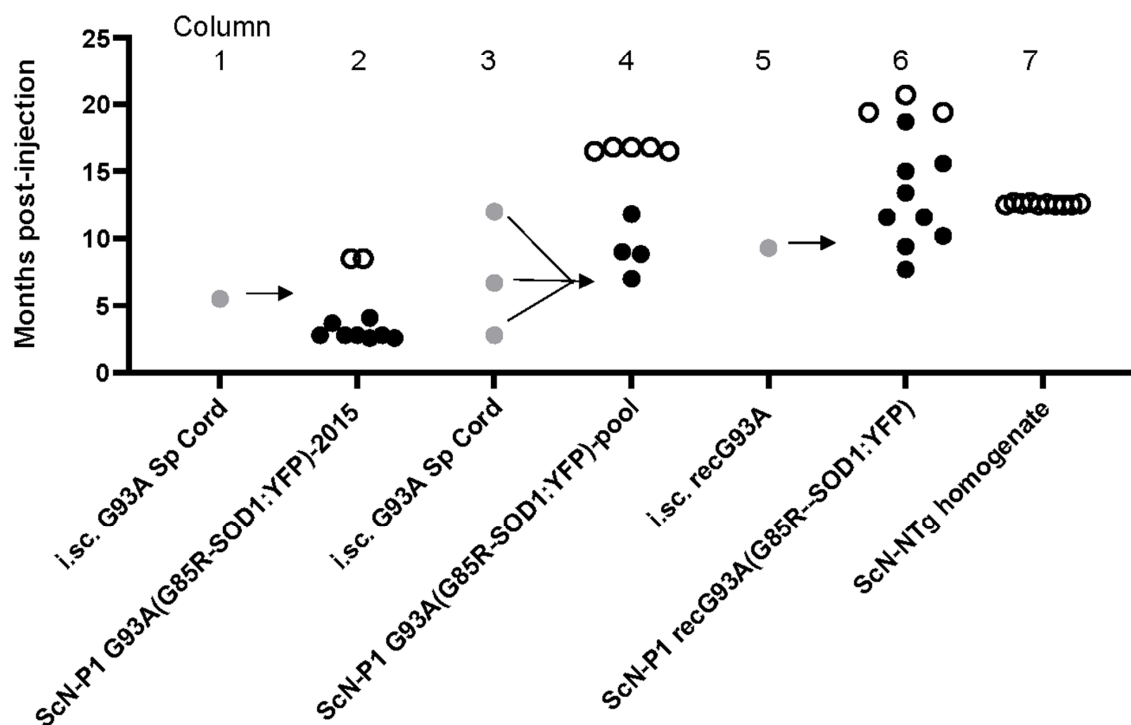 Column
1 2 3 4 5 6 7
Months post-injection
25
20
15
10
5
0
i.sc. G93A Sp Cord
ScN-P1 G93A(G85R-SOD1:YFP)-2015
i.sc. G93A Sp Cord
ScN-P1 G93A(G85R-SOD1:YFP)-pool
i.sc. recG93A
ScN-P1 recG93A(G85R--SOD1:YFP)
ScN-NTg homogenate